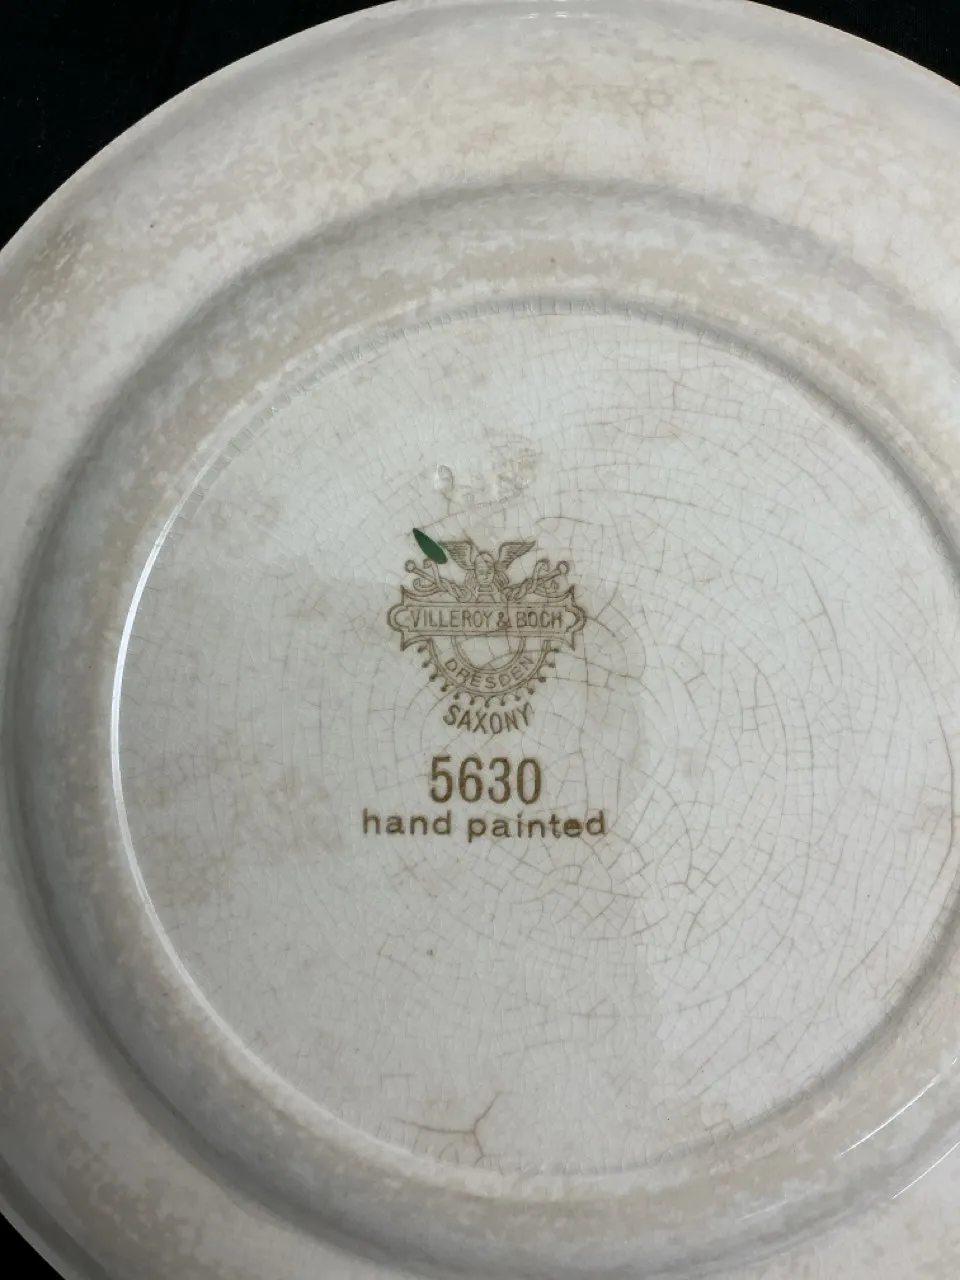 VILLEROY & BOCH
DRESDEN
SAXONY
5630
hand painted